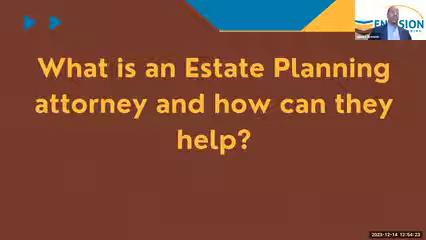 What is an Estate Planning
attorney and how can they
help?
2023-12-14 12:54:23